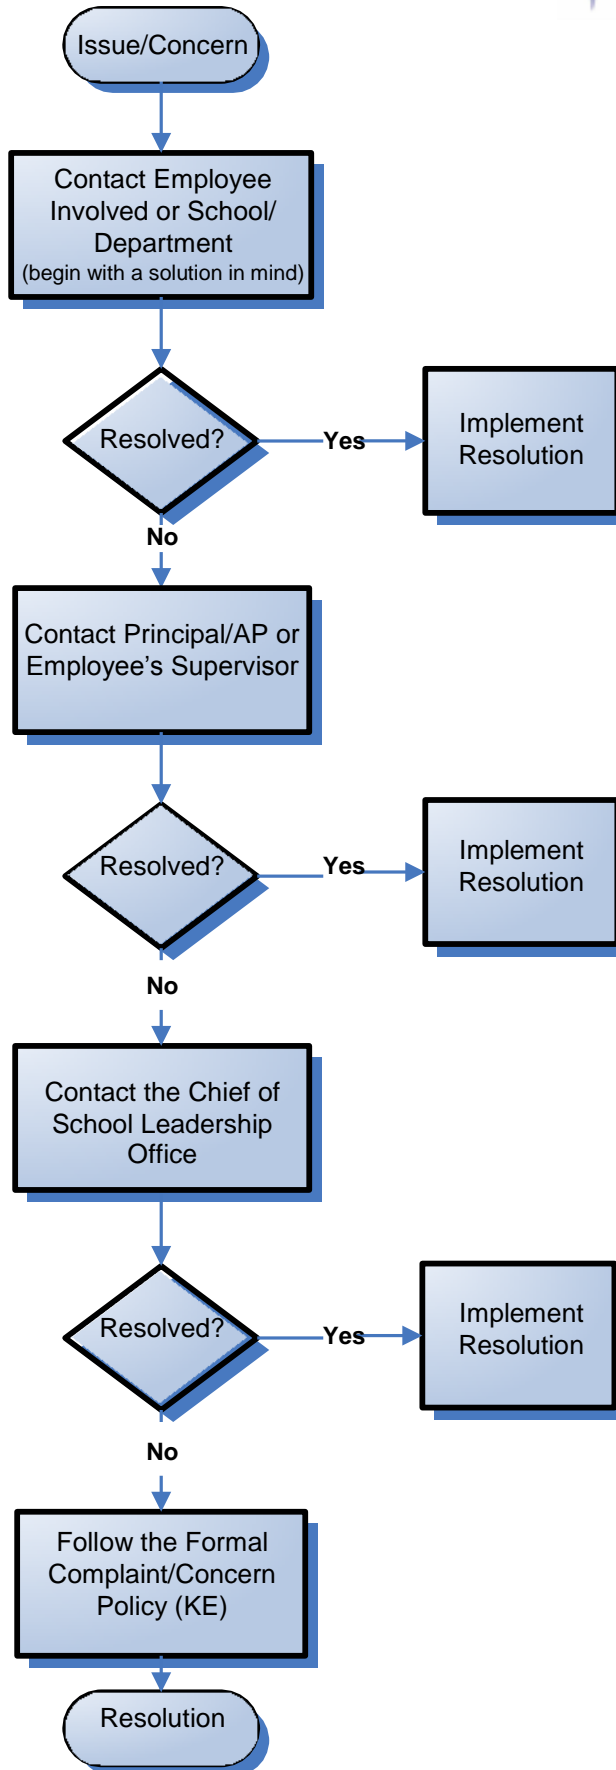 Issue/Concern
Contact Employee
Involved or School/
Department
(begin with a solution in mind)
Resolved?
Yes
Implement
Resolution
No
Contact Principal/AP or
Employee's Supervisor
Resolved?
Yes
Implement
Resolution
No
Contact the Chief of
School Leadership
Office
Resolved?
Yes
Implement
Resolution
No
Follow the Formal
Complaint/Concern
Policy (KE)
Resolution